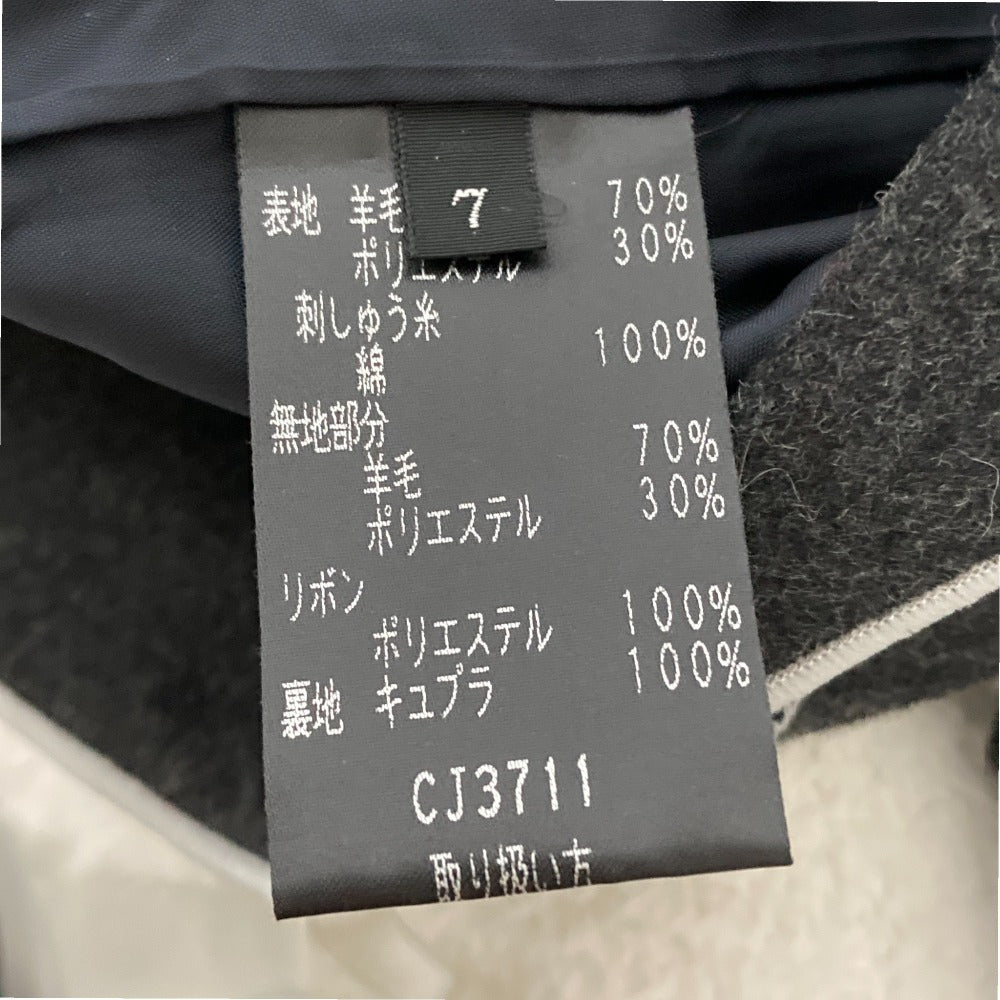 7
表地 羊毛 70%
ポリエステル 30%
刺しゅう糸
綿 100%
無地部分
羊毛 70%
ポリエステル 30%
リボン
ポリエステル 100%
裏地 キュプラ 100%
CJ3711
取り扱い方